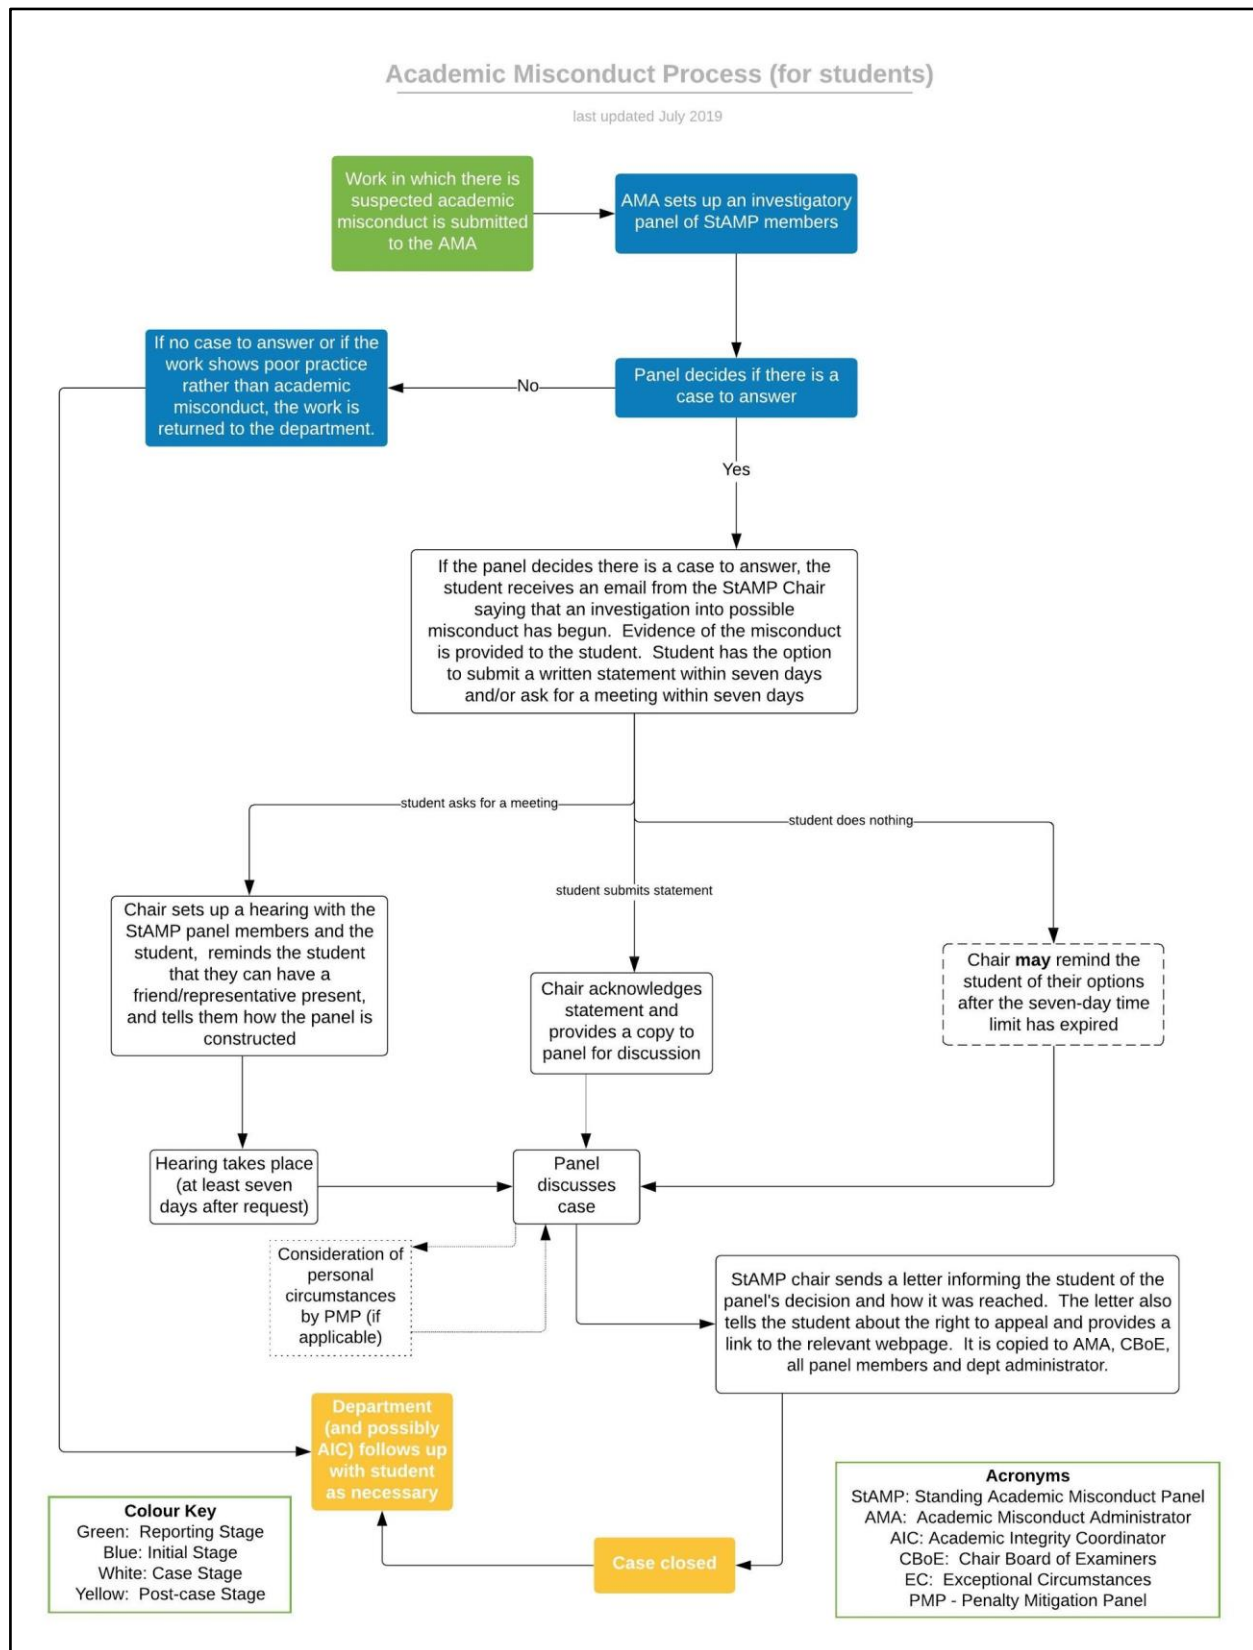 Academic Misconduct Process (for students)
last updated July 2019
Work in which there is
suspected academic
misconduct is submitted
to the AMA
AMA sets up an investigatory
panel of StAMP members
If no case to answer or if the
work shows poor practice
rather than academic
misconduct, the work is
returned to the department.
No
Panel decides if there is a
case to answer
Yes
If the panel decides there is a case to answer, the
student receives an email from the StAMP Chair
saying that an investigation into possible
misconduct has begun. Evidence of the misconduct
is provided to the student. Student has the option
to submit a written statement within seven days
and/or ask for a meeting within seven days
student asks for a meeting
student does nothing
student submits statement
Chair sets up a hearing with the
StAMP panel members and the
student, reminds the student
that they can have a
friend/representative present,
and tells them how the panel is
constructed
Chair acknowledges
statement and
provides a copy to
panel for discussion
Chair may remind the
student of their options
after the seven-day time
limit has expired
Hearing takes place
(at least seven
days after request)
Panel
discusses
case
Consideration of
personal
circumstances
by PMP (if
applicable)
StAMP chair sends a letter informing the student of the
panel's decision and how it was reached. The letter also
tells the student about the right to appeal and provides a
link to the relevant webpage. It is copied to AMA, CBoE,
all panel members and dept administrator.
Department
(and possibly
AIC) follows up
with student
as necessary
Case closed
Colour Key
Green: Reporting Stage
Blue: Initial Stage
White: Case Stage
Yellow: Post-case Stage
Acronyms
StAMP: Standing Academic Misconduct Panel
AMA: Academic Misconduct Administrator
AIC: Academic Integrity Coordinator
CBoE: Chair Board of Examiners
EC: Exceptional Circumstances
PMP - Penalty Mitigation Panel